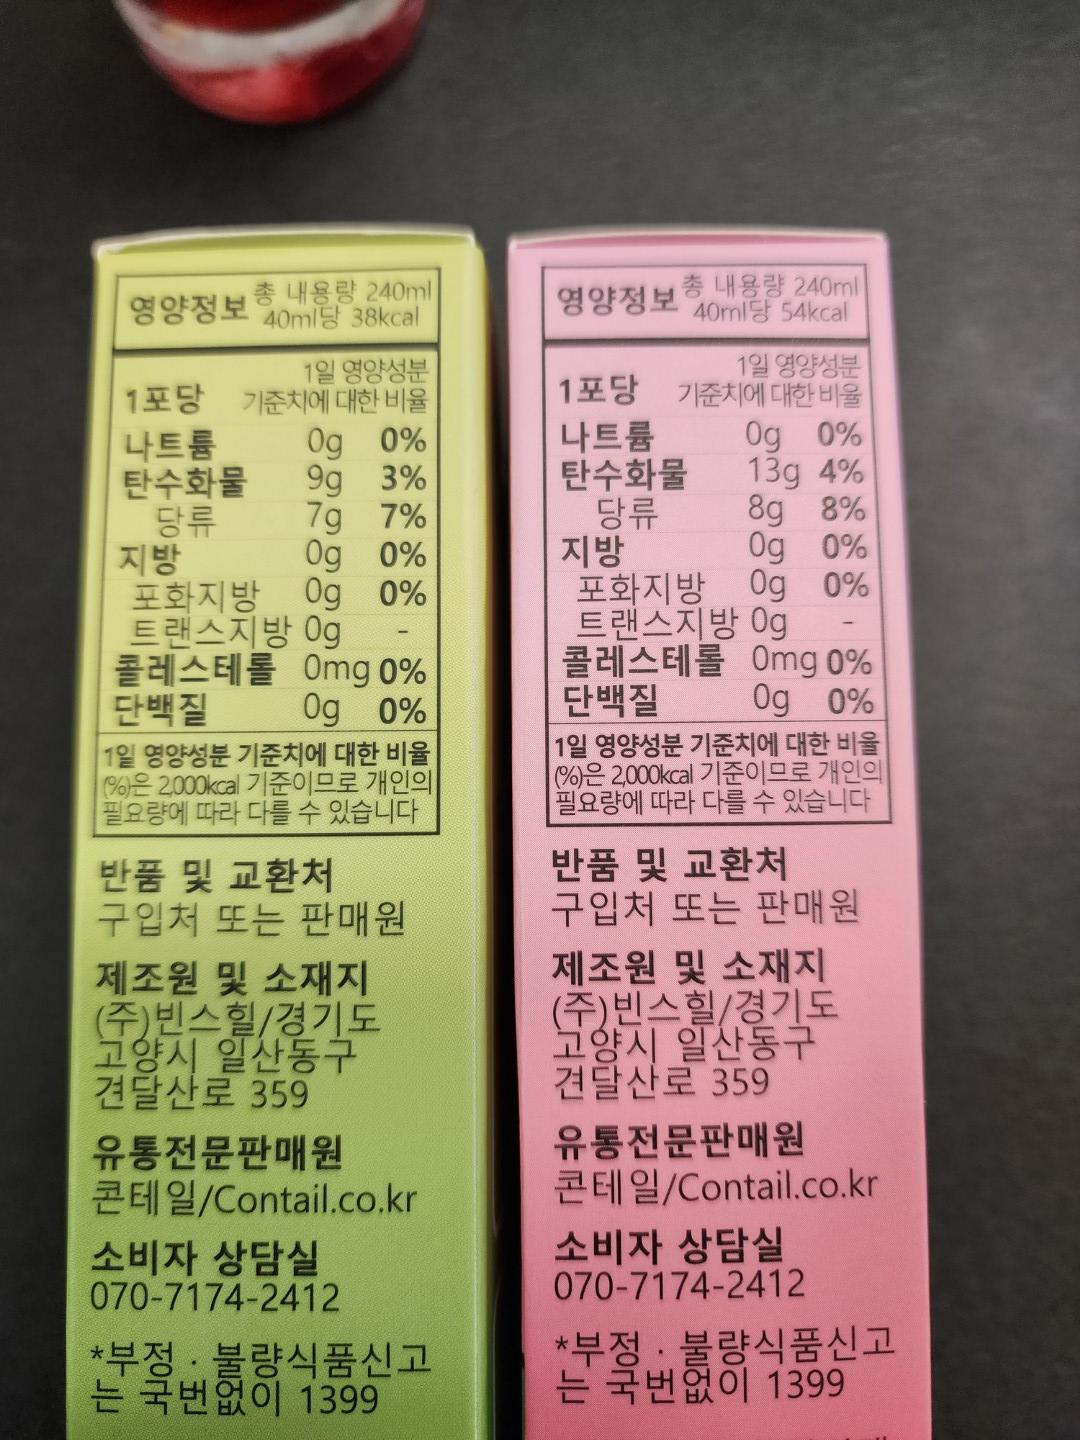 영양정보 총 내용량 240ml
40ml당 38kcal
1일 영양성분
1포당 기준치에 대한 비율
나트륨 0g 0%
탄수화물 9g 3%
당류 7g 7%
지방 0g 0%
포화지방 0g 0%
트랜스지방 0g -
콜레스테롤 0mg 0%
단백질 0g 0%
1일 영양성분 기준치에 대한 비율
(%)은 2,000kcal 기준이므로 개인의
필요량에 따라 다를 수 있습니다
반품 및 교환처
구입처 또는 판매원
제조원 및 소재지
(주)빈스힐/경기도
고양시 일산동구
견달산로 359
유통전문판매원
콘테일/Contail.co.kr
소비자 상담실
070-7174-2412
*부정 · 불량식품신고
는 국번없이 1399
영양정보 총 내용량 240ml
40ml당 54kcal
1일 영양성분
1포당 기준치에 대한 비율
나트륨 0g 0%
탄수화물 13g 4%
당류 8g 8%
지방 0g 0%
포화지방 0g 0%
트랜스지방 0g -
콜레스테롤 0mg 0%
단백질 0g 0%
1일 영양성분 기준치에 대한 비율
(%)은 2,000kcal 기준이므로 개인의
필요량에 따라 다를 수 있습니다
반품 및 교환처
구입처 또는 판매원
제조원 및 소재지
(주)빈스힐/경기도
고양시 일산동구
견달산로 359
유통전문판매원
콘테일/Contail.co.kr
소비자 상담실
070-7174-2412
*부정 · 불량식품신고
는 국번없이 1399